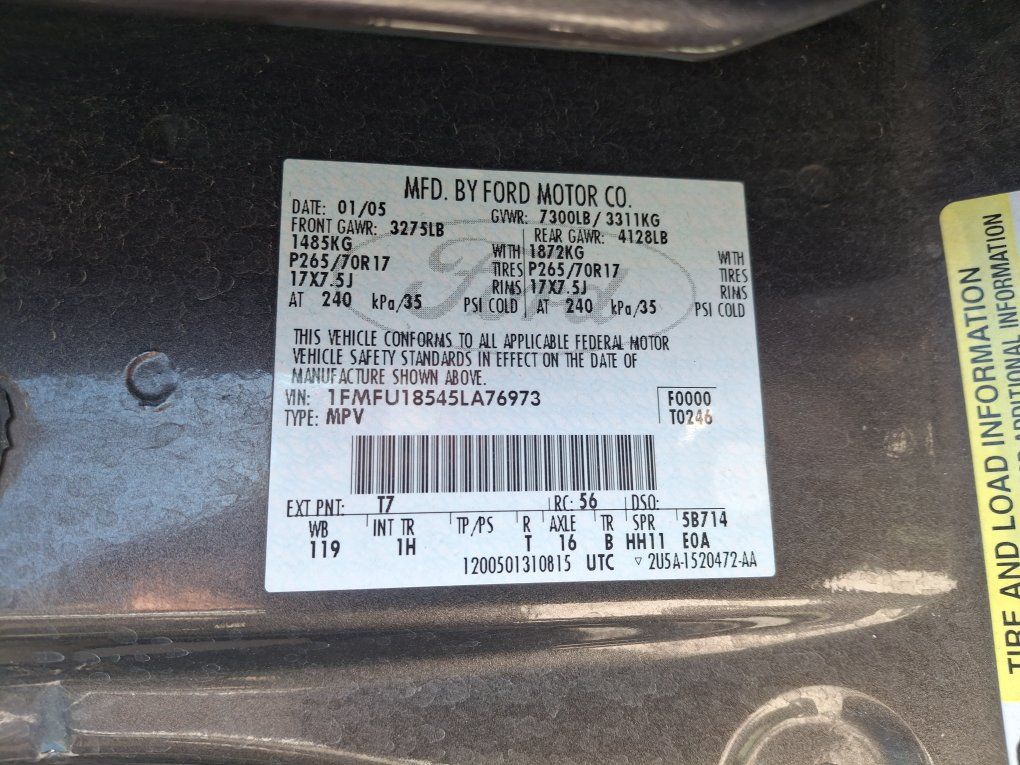 MFD. BY FORD MOTOR CO.
DATE: 01/05 GVWR: 7300LB/ 3311KG
FRONT GAWR: 3275LB REAR GAWR: 4128LB
1485KG WITH 1872KG WITH
P265/70R17 TIRES P265/70R17 TIRES
17X7.5J RIMS 17X7.5J RIMS
AT 240 kPa/35 PSI COLD AT 240 kPa/35 PSI COLD
THIS VEHICLE CONFORMS TO ALL APPLICABLE FEDERAL MOTOR
VEHICLE SAFETY STANDARDS IN EFFECT ON THE DATE OF
MANUFACTURE SHOWN ABOVE.
VIN: 1FMFU18545LA76973 F0000
TYPE: MPV T0246
EXT PNT: T7 RC: 56 DSO:
WB INT TR TP/PS R AXLE TR SPR 5B714
119 1H T 16 B HH11 E0A
1200501310815 UTC ▽ 2U5A-1520472-AA
Ford
TIRE AND LOAD INFORMATION
INFORMATION